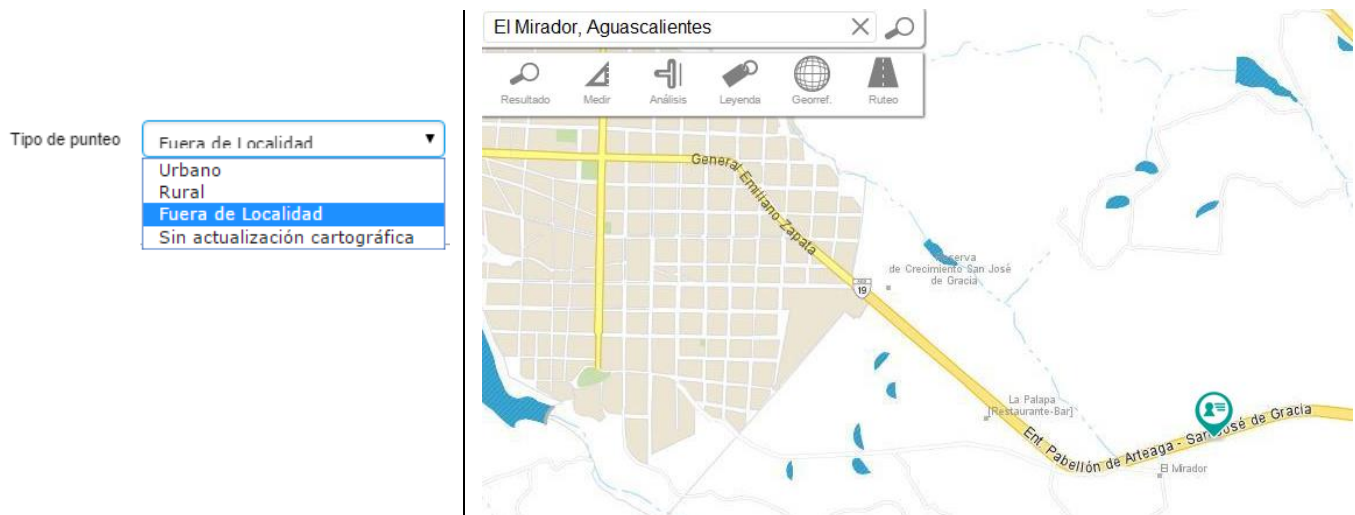 Tipo de punteo
Fuera de Localidad
Urbano
Rural
Fuera de Localidad
Sin actualización cartográfica
El Mirador, Aguascalientes
Resultado
Medir
Análisis
Leyenda
Georref.
Ruteo
General Emiliano Zapata
Reserva
de Crecimiento San José
de Gracia
19
La Palapa
[Restaurante-Bar]
Ent. Pabellón de Arteaga - San José de Gracia
El Mirador